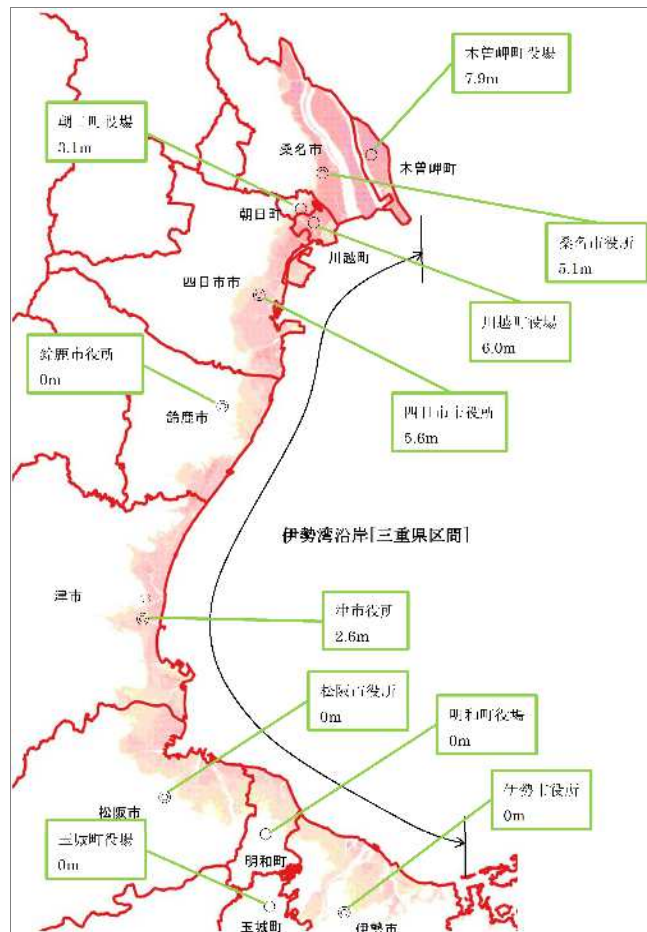 木曽岬町役場
7.9m
朝日町役場
3.1m
桑名市
木曽岬町
朝日町
桑名市役所
5.1m
川越町
四日市市
川越町役場
6.0m
鈴鹿市役所
0m
鈴鹿市
四日市市役所
5.6m
伊勢湾沿岸[三重県区間]
津市
津市役所
2.6m
松阪市役所
0m
明和町役場
0m
伊勢市役所
0m
松阪市
玉城町役場
0m
明和町
玉城町
伊勢市